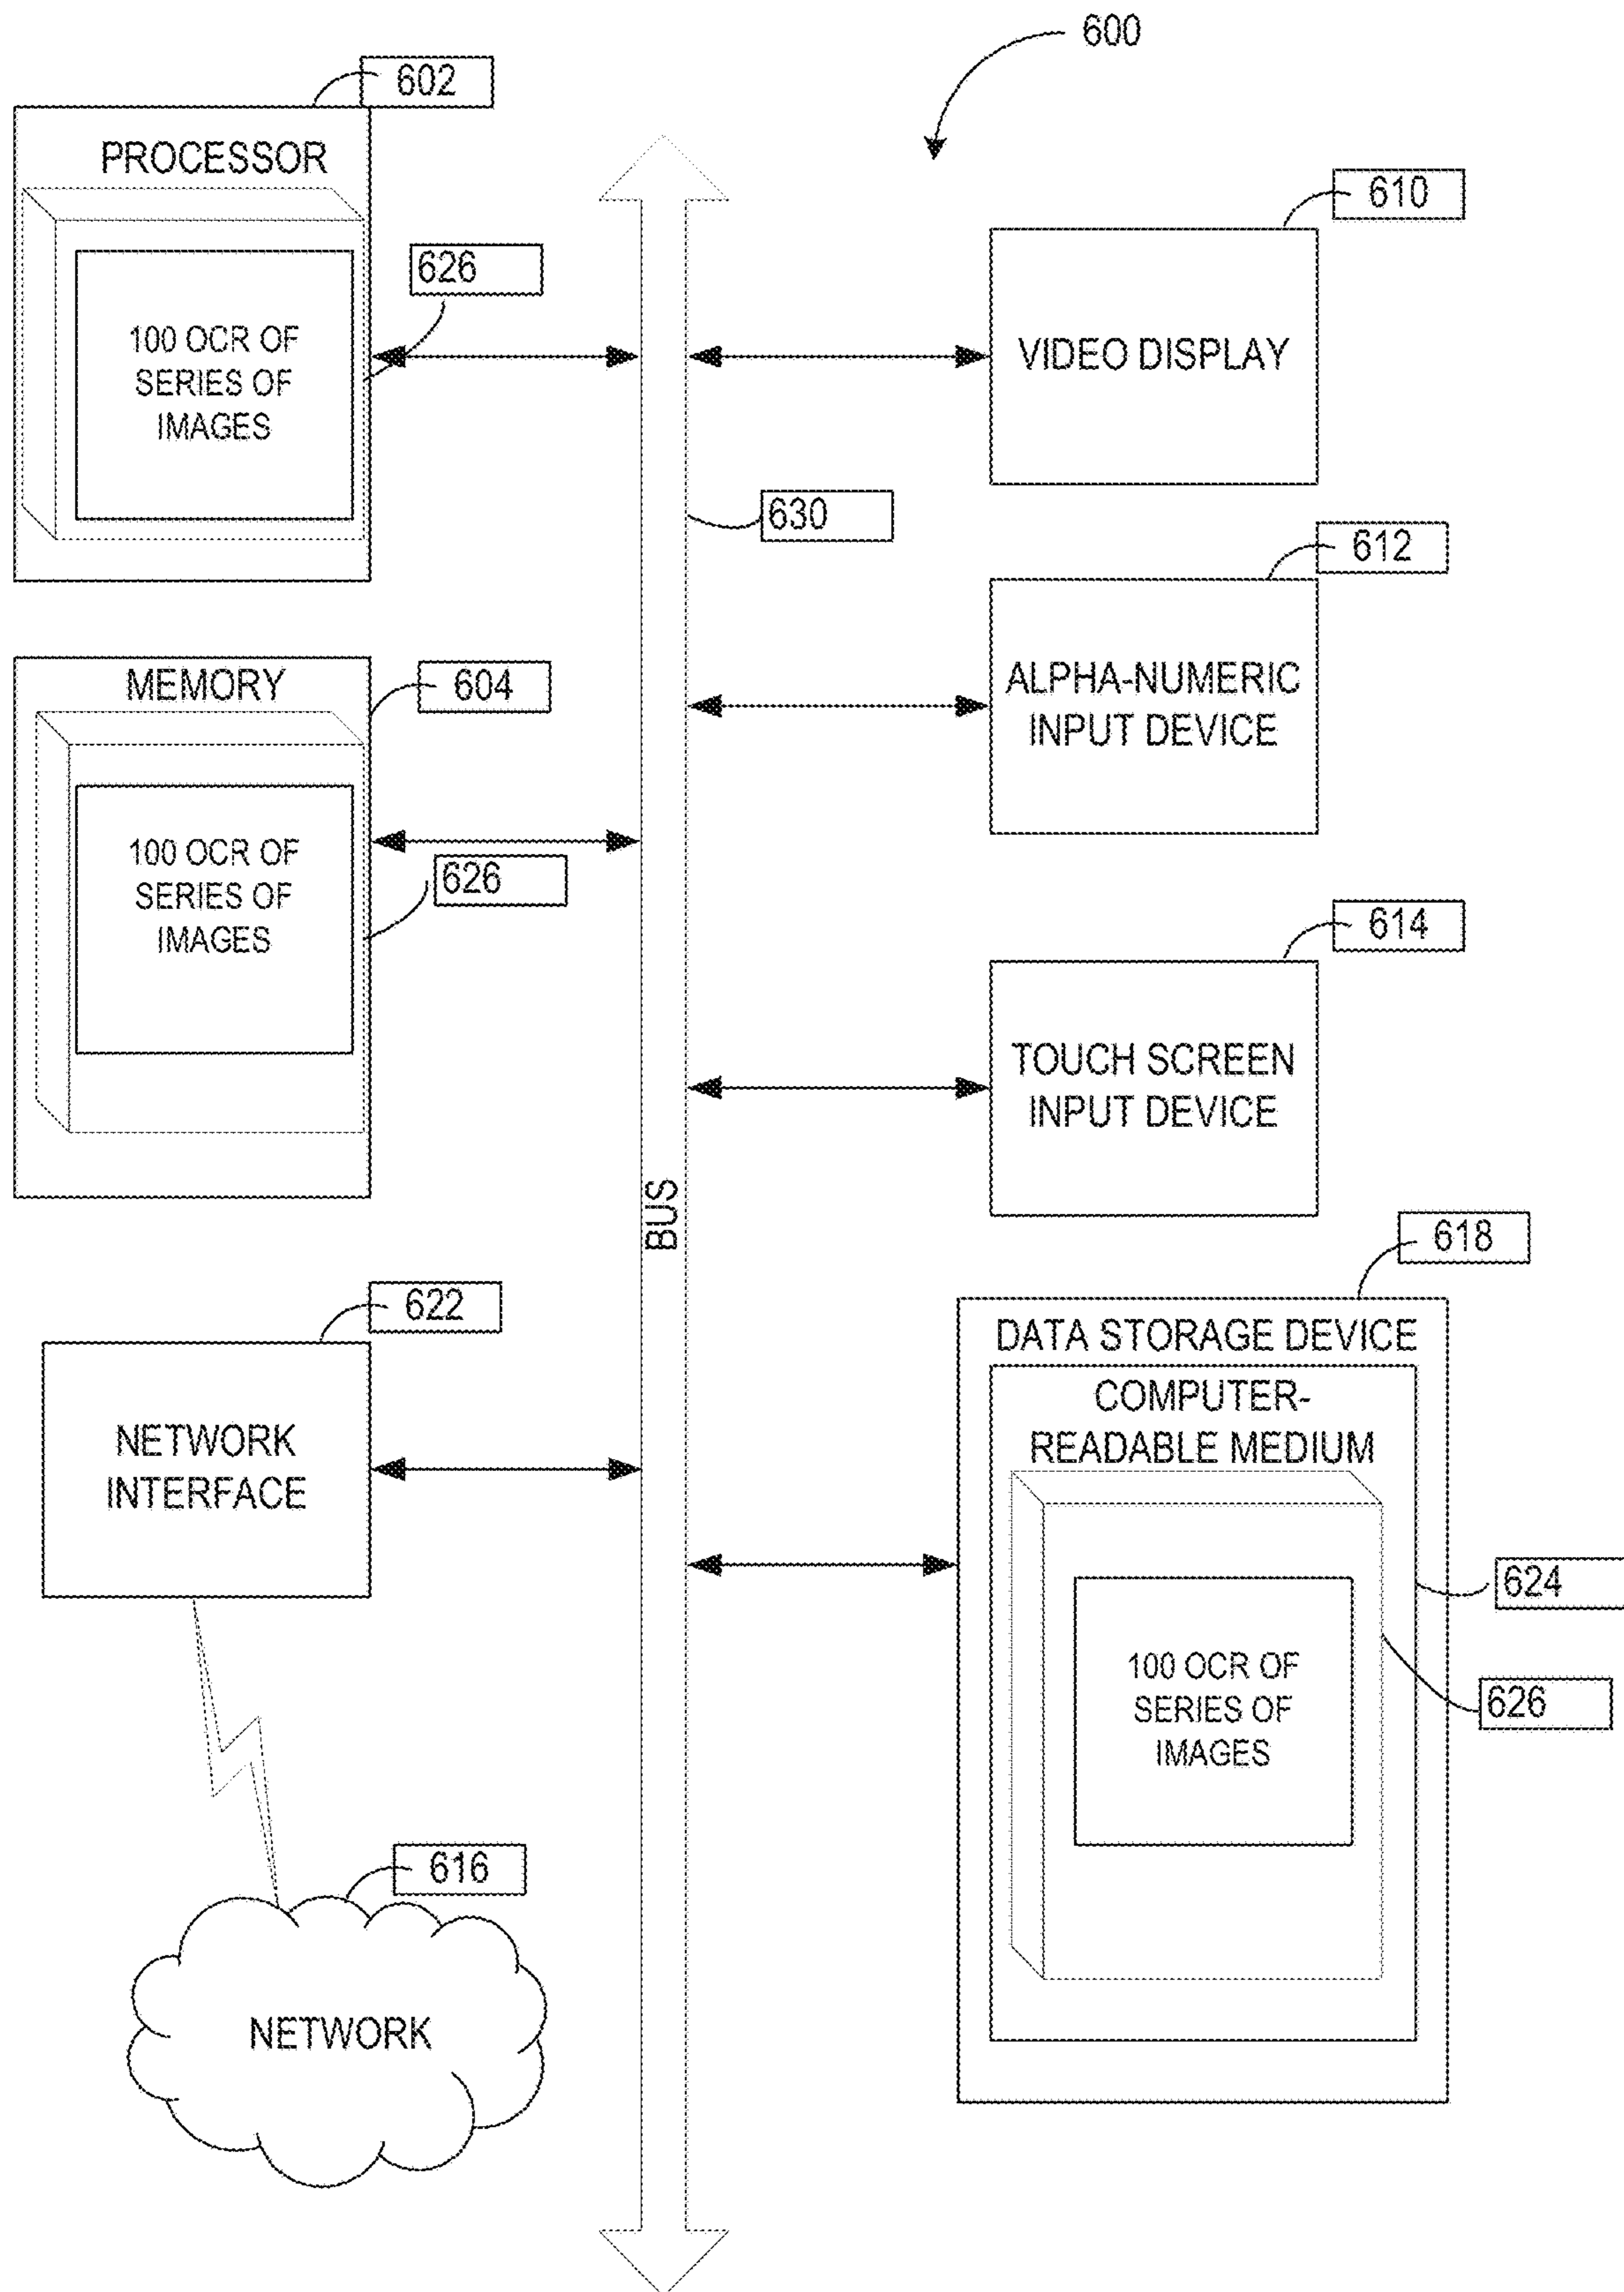 600
602
PROCESSOR
100 OCR OF
SERIES OF
IMAGES
626
610
VIDEO DISPLAY
630
612
ALPHA-NUMERIC
INPUT DEVICE
MEMORY
604
100 OCR OF
SERIES OF
IMAGES
626
614
TOUCH SCREEN
INPUT DEVICE
BUS
622
NETWORK
INTERFACE
618
DATA STORAGE DEVICE
COMPUTER-
READABLE MEDIUM
624
100 OCR OF
SERIES OF
IMAGES
626
616
NETWORK